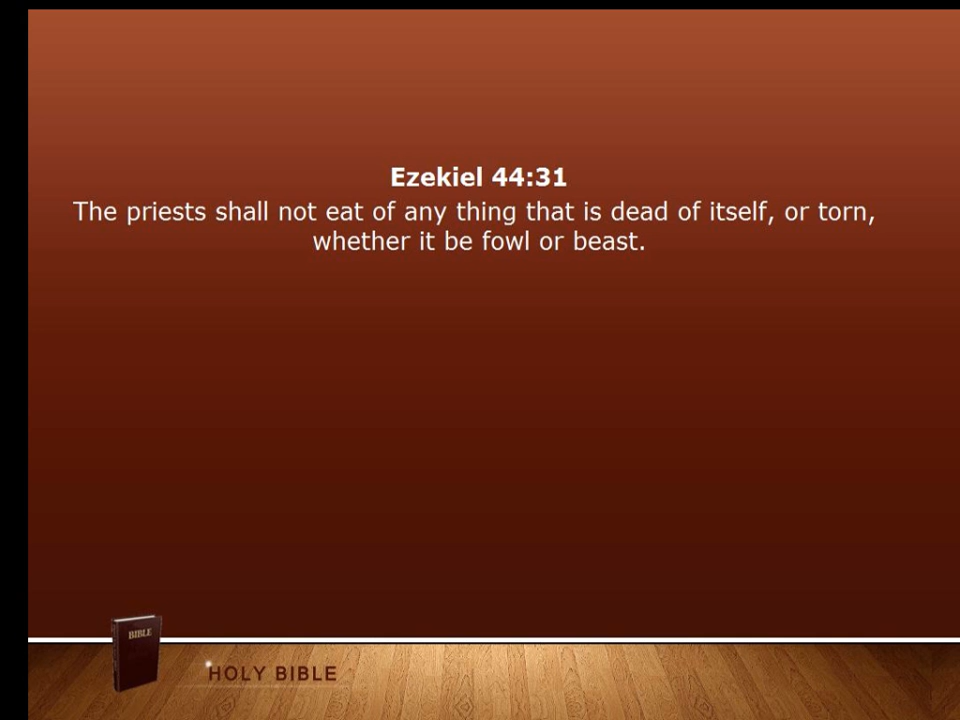 Ezekiel 44:31
The priests shall not eat of any thing that is dead of itself, or torn,
whether it be fowl or beast.
BIBLE
HOLY BIBLE